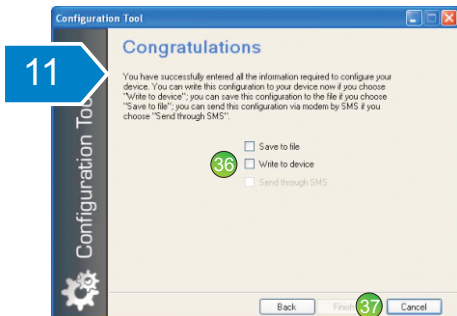 Configuration Tool
11
Congratulations
You have successfully entered all the information required to configure your
device. You can write this configuration to your device now if you choose
"Write to device"; you can save this configuration to the file if you choose
"Save to file"; you can send this configuration via modem by SMS if you
choose "Send through SMS".
Save to file
36
Write to device
Send through SMS
Configuration Tool
Back
Finish
37
Cancel